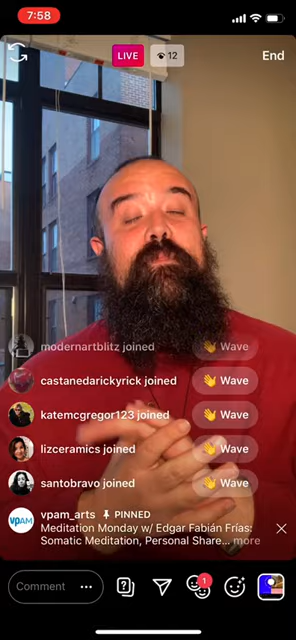 7:58
LIVE 12 End
modernartblitz joined 👋 Wave
castanedarickyrick joined 👋 Wave
katemcgregor123 joined 👋 Wave
lizceramics joined 👋 Wave
santobravo joined 👋 Wave
vpam_arts PINNED
VPAM Meditation Monday w/ Edgar Fabián Frías:
Somatic Meditation, Personal Share... more
Comment ... 1